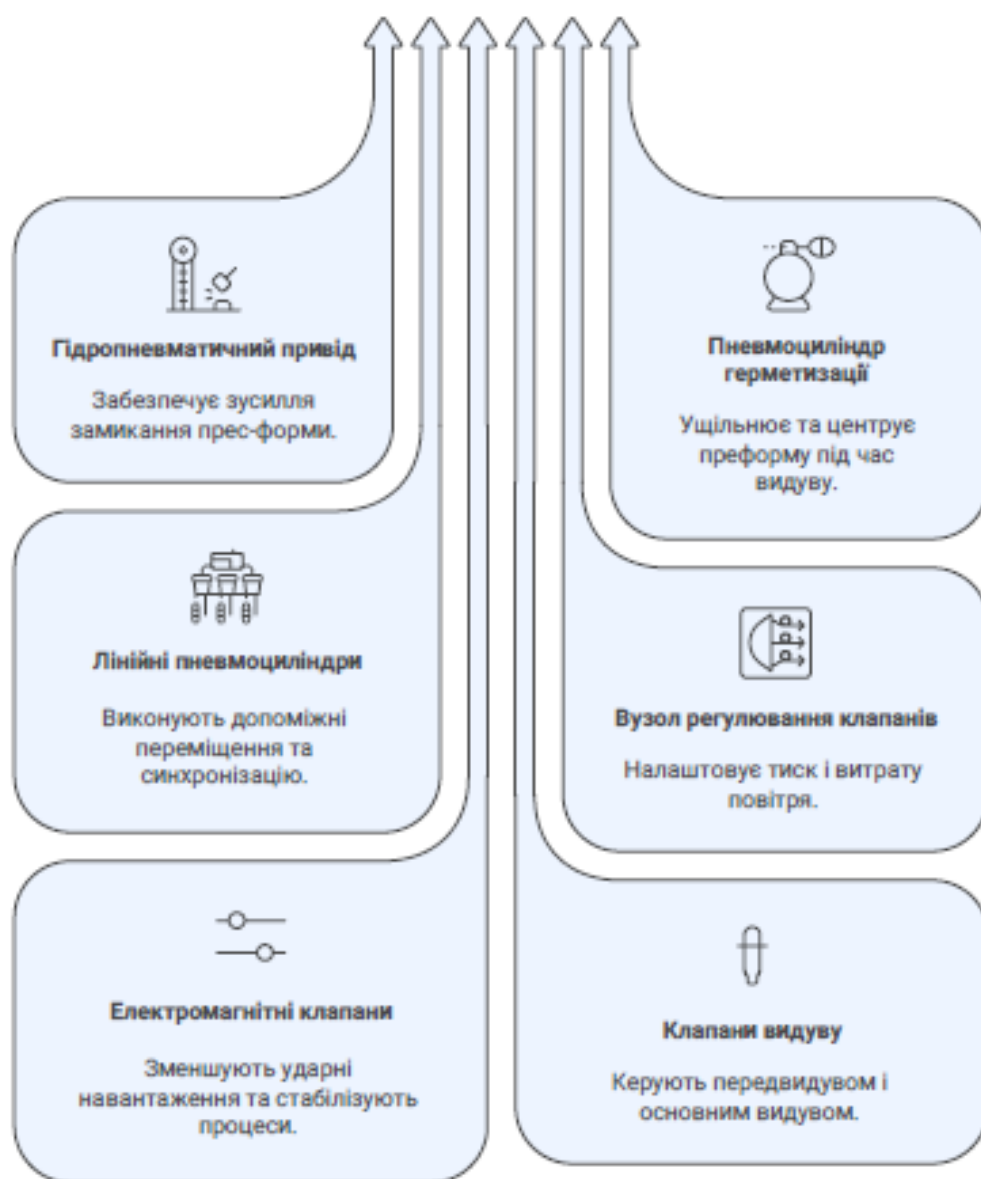 Гідропневматичний привід
Забезпечує зусилля
замикання прес-форми.
Лінійні пневмоциліндри
Виконують допоміжні
переміщення та
синхронізацію.
Електромагнітні клапани
Зменшують ударні
навантаження та стабілізують
процеси.
Пневмоциліндр
герметизації
Ущільнює та центрує
преформу під час
видуву.
Вузол регулювання клапанів
Налаштовує тиск і витрату
повітря.
Клапани видуву
Керують передвидувом і
основним видувом.